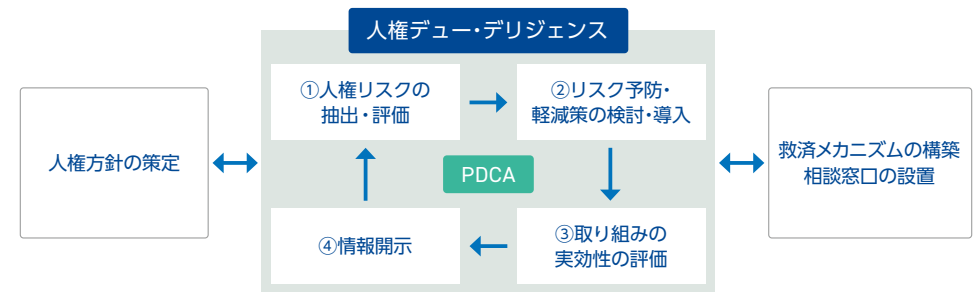 人権デュー・デリジェンス
人権方針の策定
①人権リスクの
抽出・評価
②リスク予防・
軽減策の検討・導入
PDCA
③取り組みの
実効性の評価
④情報開示
救済メカニズムの構築
相談窓口の設置